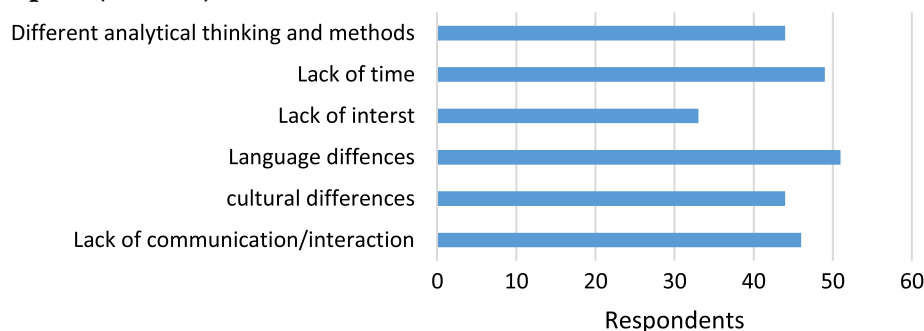 Different analytical thinking and methods
Lack of time
Lack of interst
Language diffences
cultural differences
Lack of communication/interaction
0 10 20 30 40 50 60
Respondents